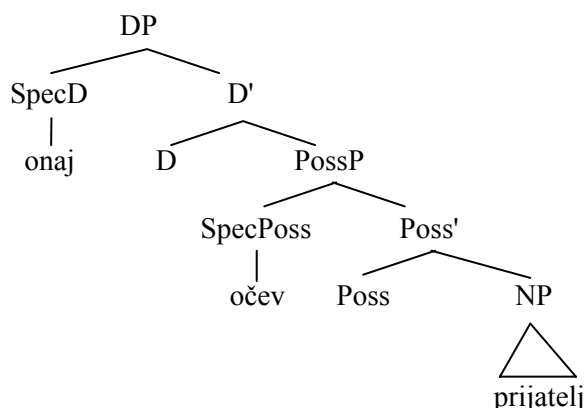 DP
SpecD D'
onaj D PossP
SpecPoss Poss'
očev Poss NP
prijatelj